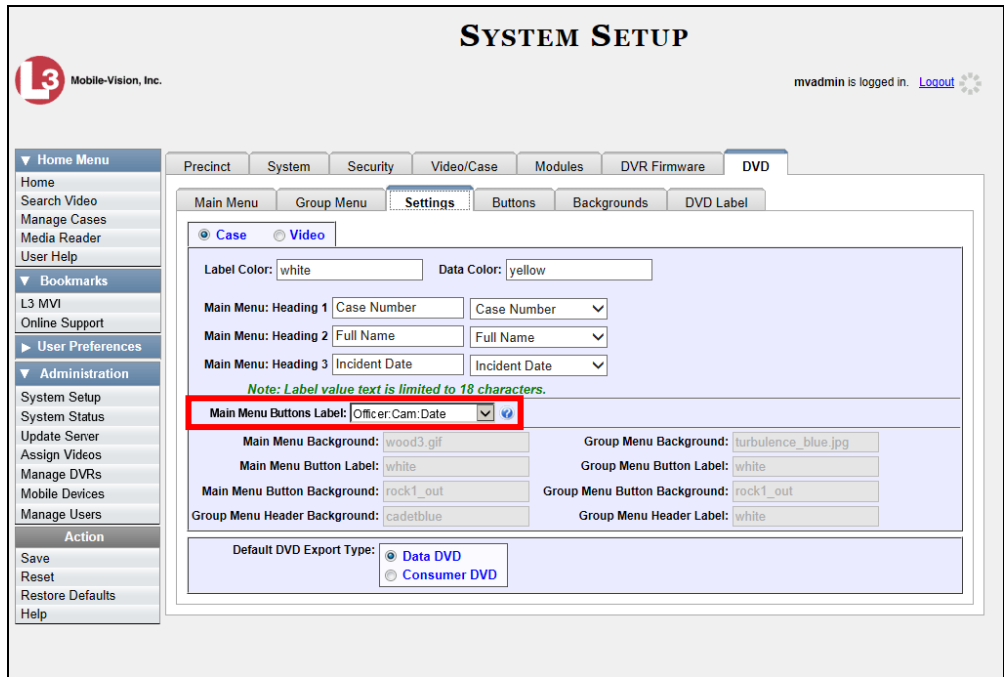 SYSTEM SETUP
L3 Mobile-Vision, Inc.
mvadmin is logged in. Logout
▼ Home Menu
Home
Search Video
Manage Cases
Media Reader
User Help
▼ Bookmarks
L3 MVI
Online Support
▶ User Preferences
▼ Administration
System Setup
System Status
Update Server
Assign Videos
Manage DVRs
Mobile Devices
Manage Users
Action
Save
Reset
Restore Defaults
Help
Precinct System Security Video/Case Modules DVR Firmware DVD
Main Menu Group Menu Settings Buttons Backgrounds DVD Label
Case Video
Label Color: white Data Color: yellow
Main Menu: Heading 1 Case Number Case Number
Main Menu: Heading 2 Full Name Full Name
Main Menu: Heading 3 Incident Date Incident Date
Note: Label value text is limited to 18 characters.
Main Menu Buttons Label: Officer:Cam:Date ?
Main Menu Background: wood3.gif Group Menu Background: turbulence_blue.jpg
Main Menu Button Label: white Group Menu Button Label: white
Main Menu Button Background: rock1_out Group Menu Button Background: rock1_out
Group Menu Header Background: cadetblue Group Menu Header Label: white
Default DVD Export Type: Data DVD
Consumer DVD